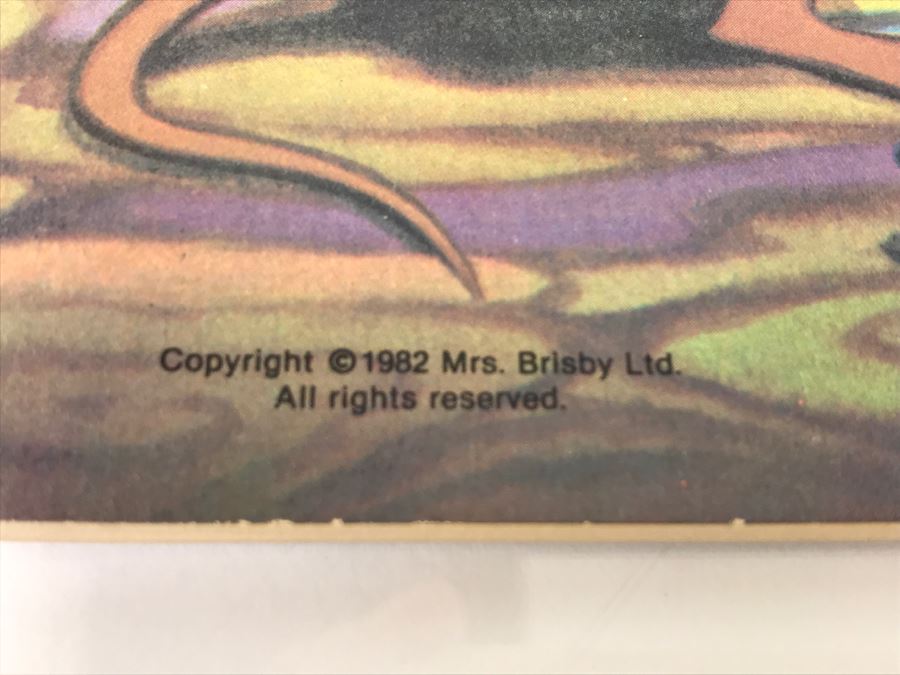 Copyright ©1982 Mrs. Brisby Ltd.
All rights reserved.